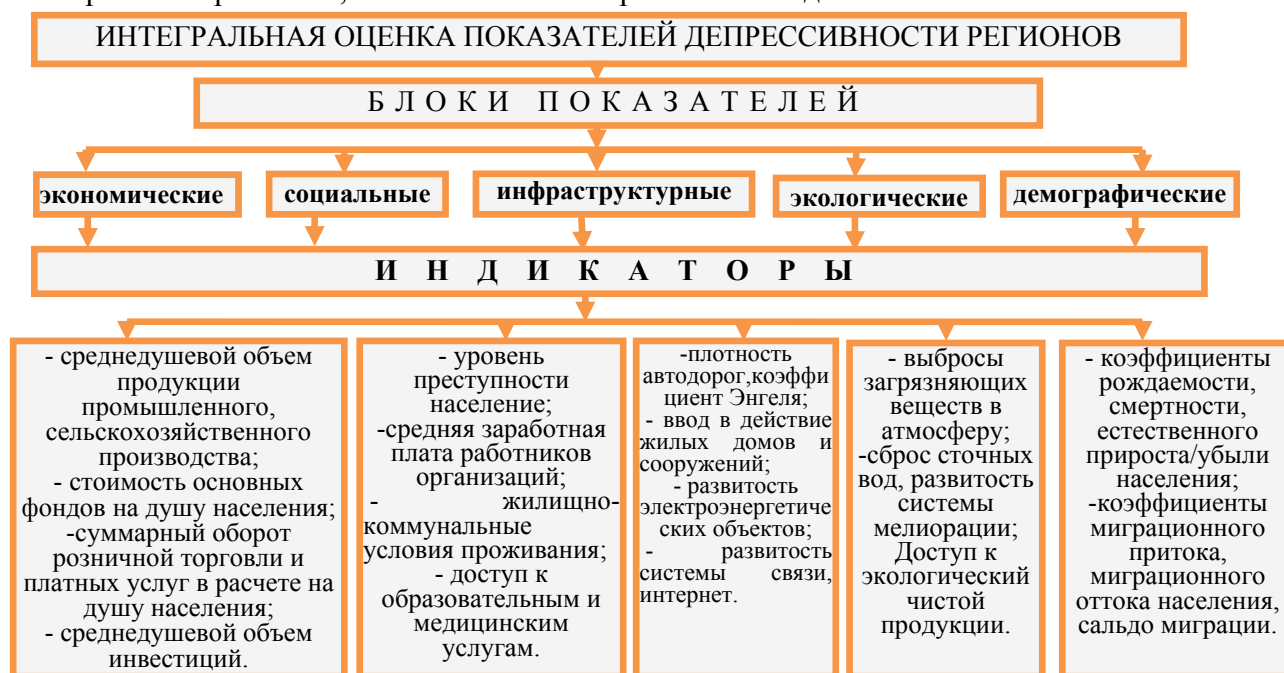 ИНТЕГРАЛЬНАЯ ОЦЕНКА ПОКАЗАТЕЛЕЙ ДЕПРЕССИВНОСТИ РЕГИОНОВ
Б Л О К И П О К А З А Т Е Л Е Й
экономические
социальные
инфраструктурные
экологические
демографические
И Н Д И К А Т О Р Ы
- среднедушевой объем
продукции
промышленного,
сельскохозяйственного
производства;
- стоимость основных
фондов на душу населения;
-суммарный оборот
розничной торговли и
платных услуг в расчете на
душу населения;
- среднедушевой объем
инвестиций.
- уровень
преступности
население;
-средняя заработная
плата работников
организаций;
- жилищно-
коммунальные
условия проживания;
- доступ к
образовательным и
медицинским
услугам.
-плотность
автодорог,коэффи
циент Энгеля;
- ввод в действие
жилых домов и
сооружений;
- развитость
электроэнергетиче
ских объектов;
- развитость
системы связи,
интернет.
- выбросы
загрязняющих
веществ в
атмосферу;
-сброс сточных
вод, развитость
системы
мелиорации;
Доступ к
экологический
чистой
продукции.
- коэффициенты
рождаемости,
смертности,
естественного
прироста/убыли
населения;
-коэффициенты
миграционного
притока,
миграционного
оттока населения,
сальдо миграции.